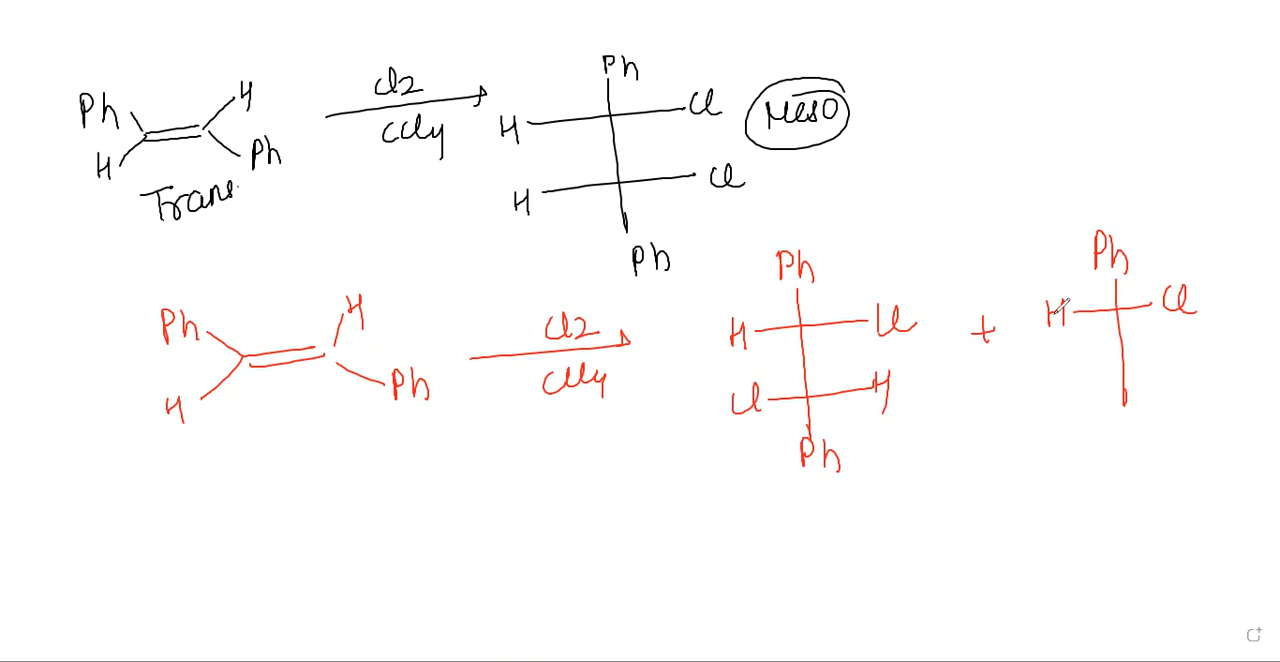 Ph H Cl2 Ph
H Ph CCl4 H Cl Meso
Trans H Cl
Ph
Ph H Cl2 Ph Ph
H Ph CCl4 H Cl + H Cl
Cl H
Ph